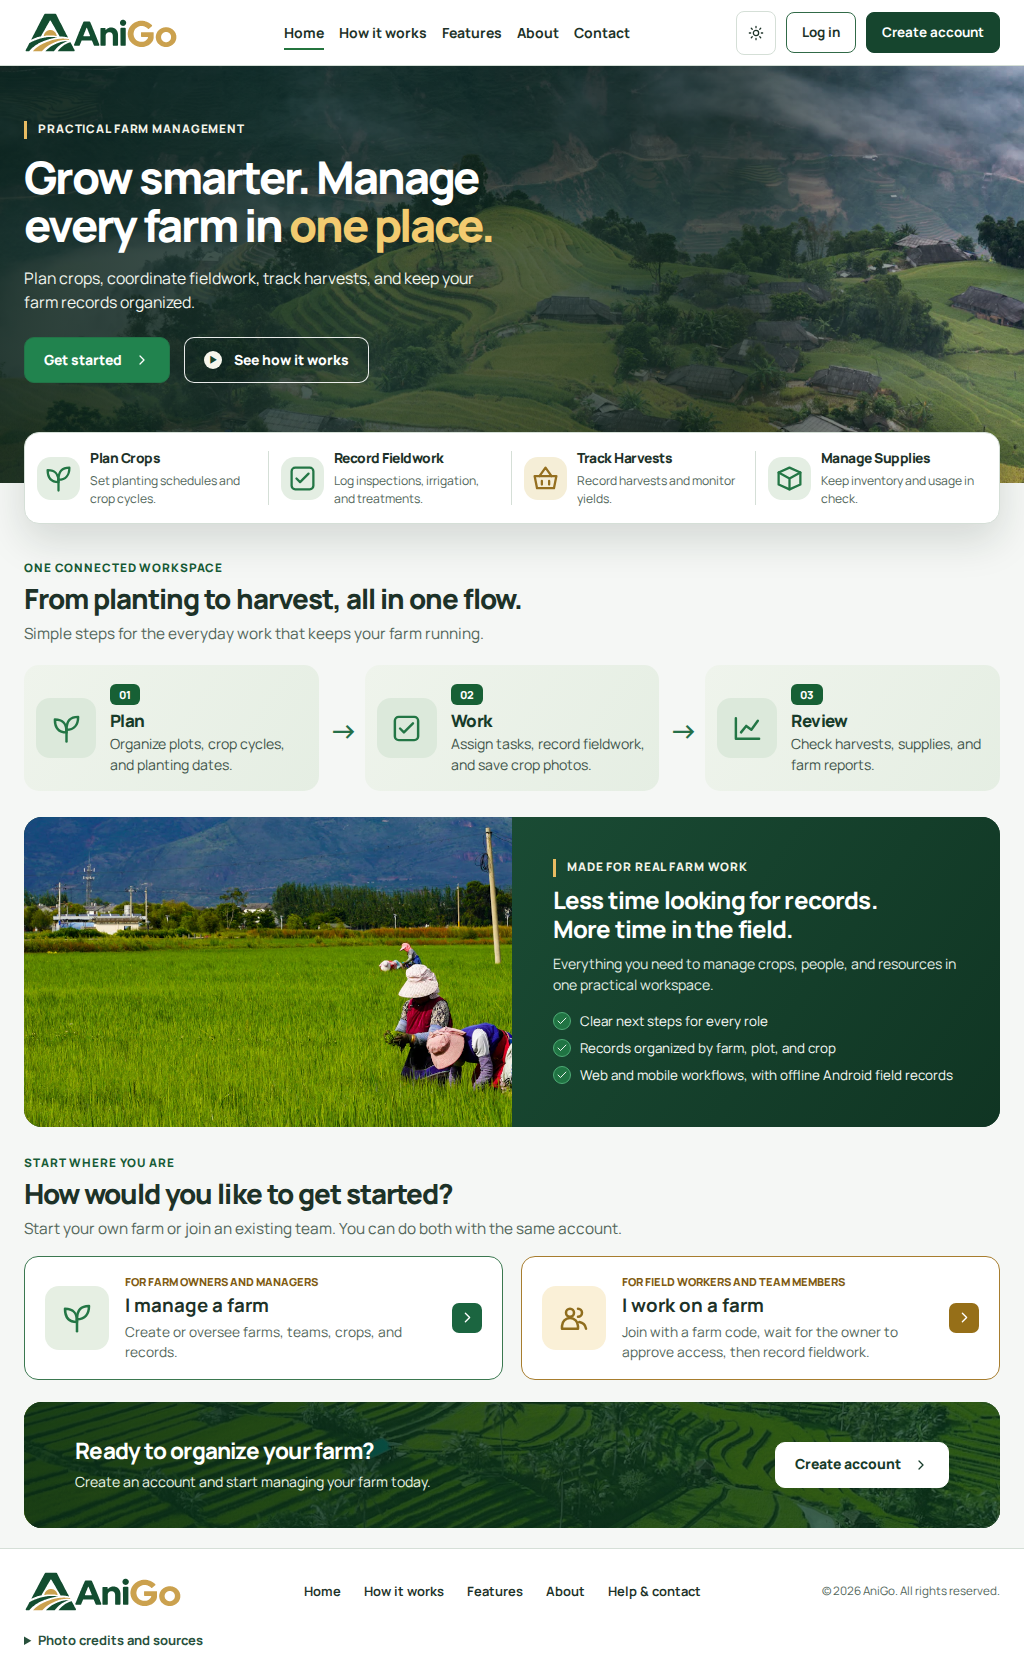 AniGo
Home How it works Features About Contact
Log in
Create account
PRACTICAL FARM MANAGEMENT
Grow smarter. Manage
every farm in one place.
Plan crops, coordinate fieldwork, track harvests, and keep your
farm records organized.
Get started
See how it works
Plan Crops
Set planting schedules and
crop cycles.
Record Fieldwork
Log inspections, irrigation,
and treatments.
Track Harvests
Record harvests and monitor
yields.
Manage Supplies
Keep inventory and usage in
check.
ONE CONNECTED WORKSPACE
From planting to harvest, all in one flow.
Simple steps for the everyday work that keeps your farm running.
01
Plan
Organize plots, crop cycles,
and planting dates.
02
Work
Assign tasks, record fieldwork,
and save crop photos.
03
Review
Check harvests, supplies, and
farm reports.
MADE FOR REAL FARM WORK
Less time looking for records.
More time in the field.
Everything you need to manage crops, people, and resources in
one practical workspace.
Clear next steps for every role
Records organized by farm, plot, and crop
Web and mobile workflows, with offline Android field records
START WHERE YOU ARE
How would you like to get started?
Start your own farm or join an existing team. You can do both with the same account.
FOR FARM OWNERS AND MANAGERS
I manage a farm
Create or oversee farms, teams, crops, and
records.
FOR FIELD WORKERS AND TEAM MEMBERS
I work on a farm
Join with a farm code, wait for the owner to
approve access, then record fieldwork.
Ready to organize your farm?
Create an account and start managing your farm today.
Create account
AniGo
Home How it works Features About Help & contact
© 2026 AniGo. All rights reserved.
Photo credits and sources